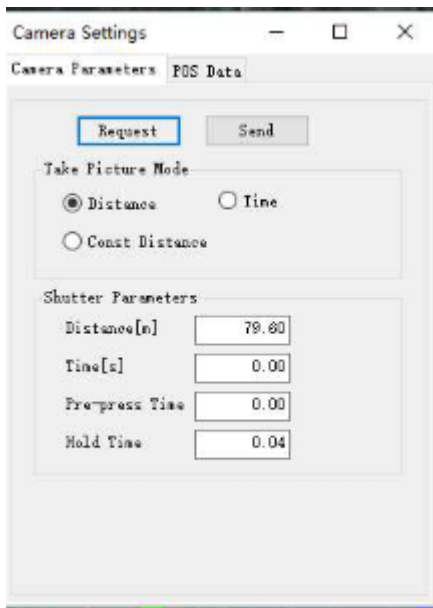 Camera Settings
Camera Parameters POS Data
Request Send
Take Picture Mode
Distance Time
Const Distance
Shutter Parameters
Distance[m] 79.60
Time[s] 0.00
Pre-press Time 0.00
Hold Time 0.04